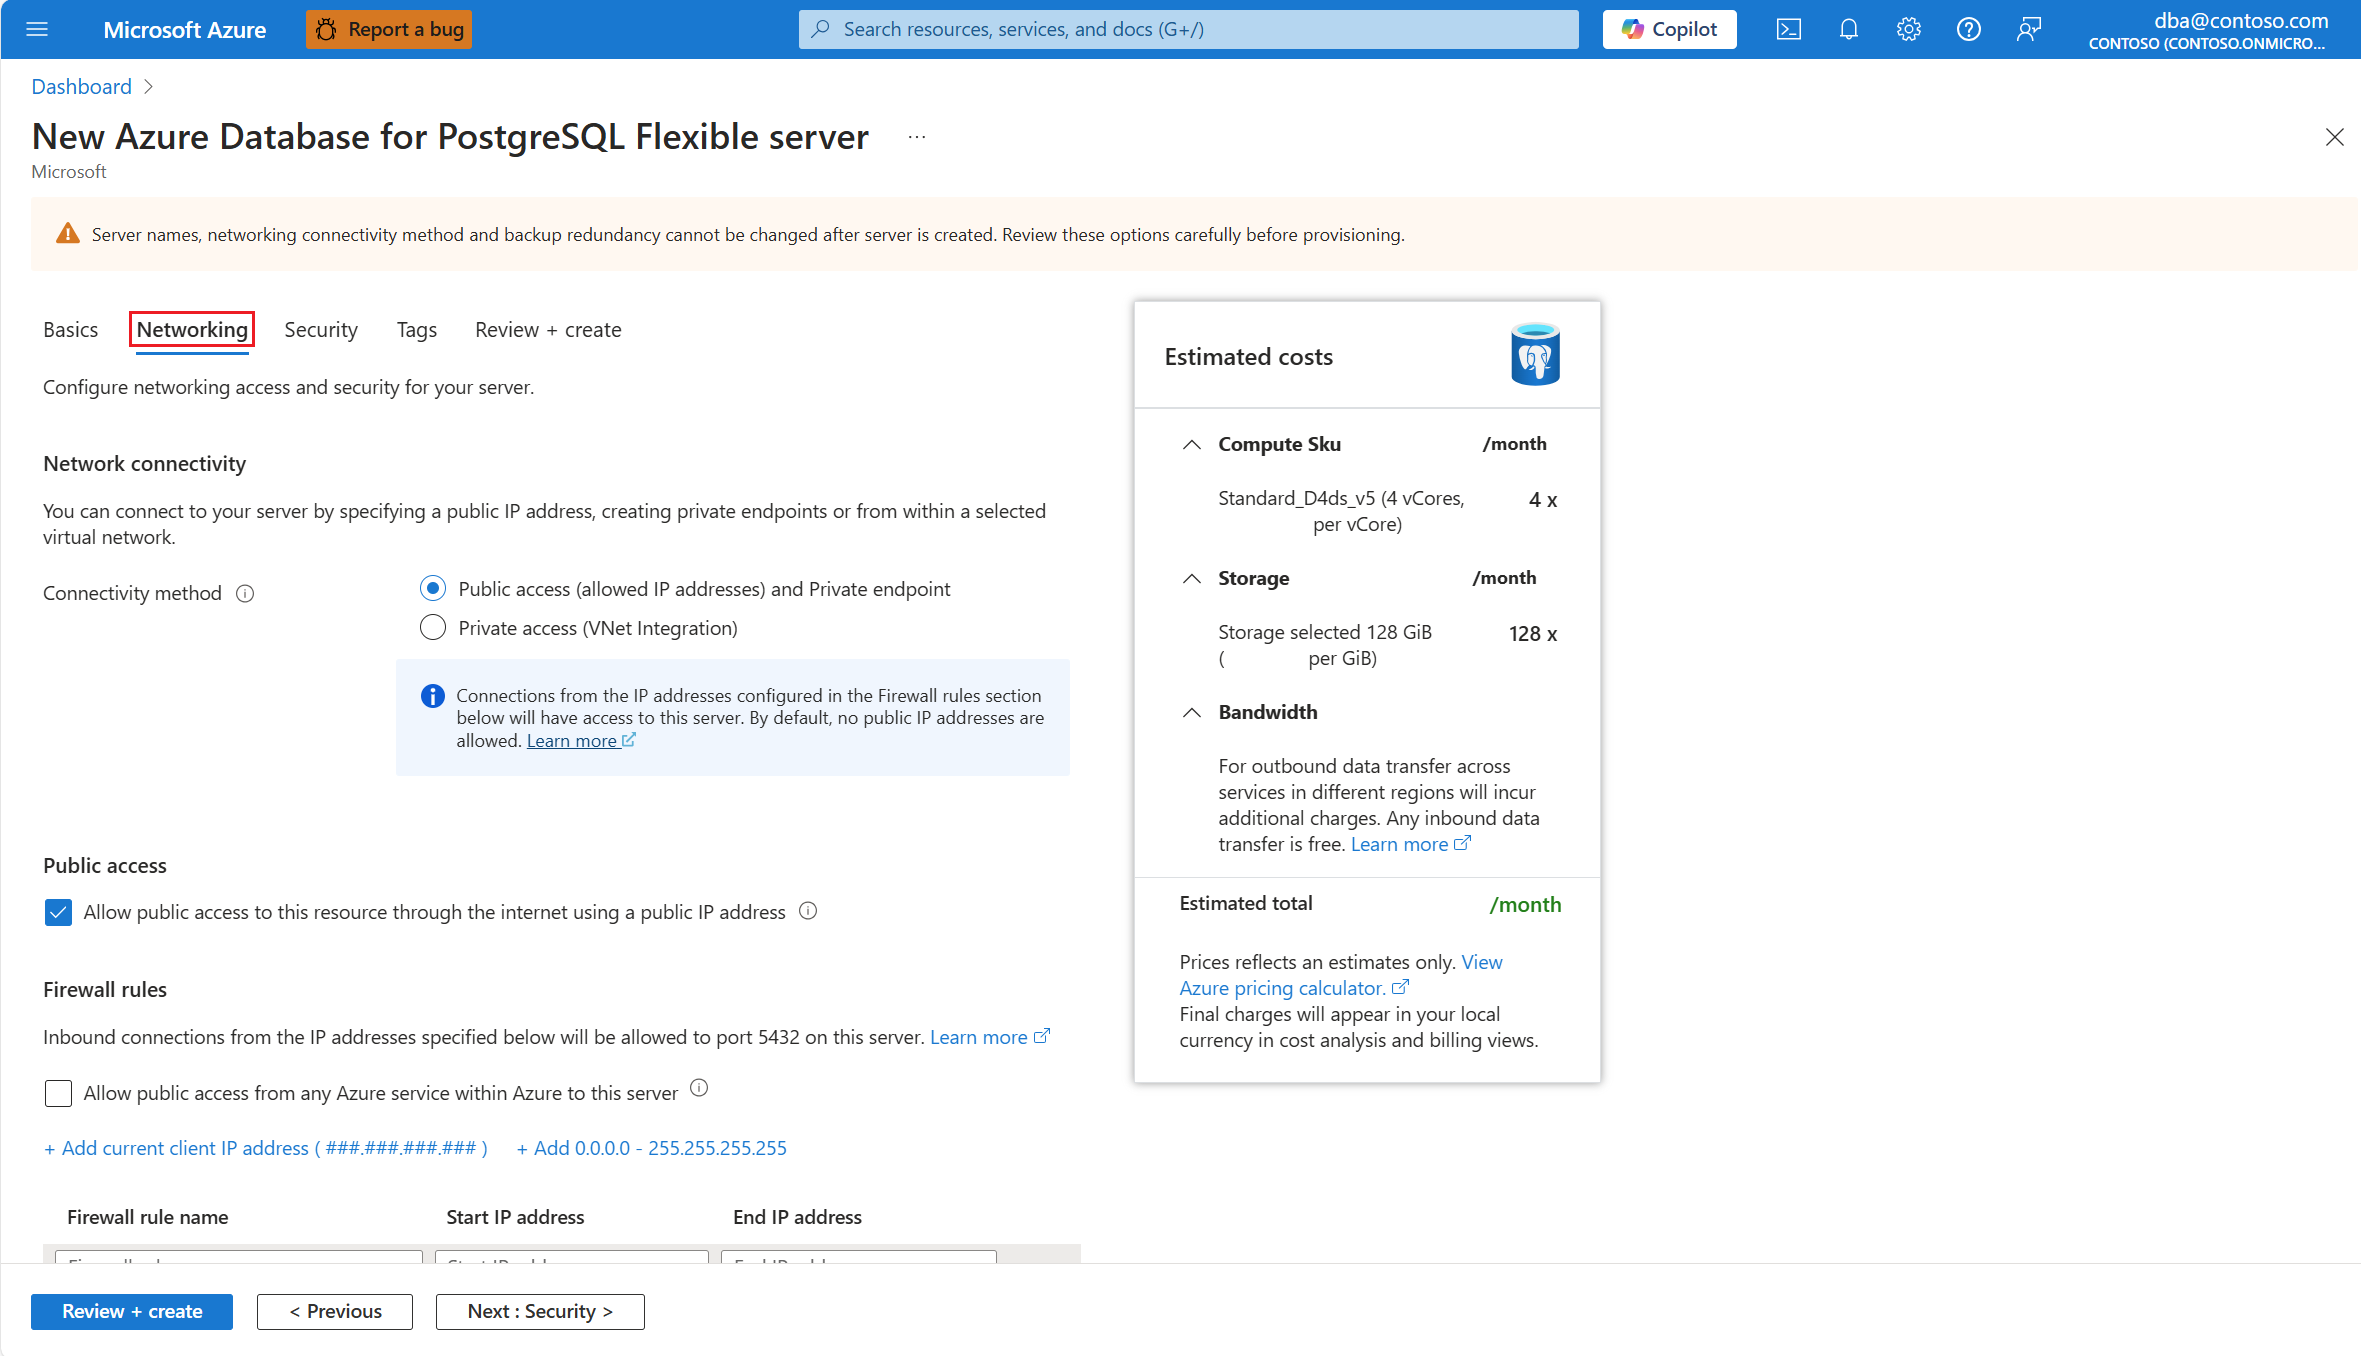 Microsoft Azure
Report a bug
Search resources, services, and docs (G+/)
Copilot
dba@contoso.com
CONTOSO (CONTOSO.ONMICRO...
Dashboard
New Azure Database for PostgreSQL Flexible server
...
Microsoft
Server names, networking connectivity method and backup redundancy cannot be changed after server is created. Review these options carefully before provisioning.
Basics
Networking
Security
Tags
Review + create
Configure networking access and security for your server.
Network connectivity
You can connect to your server by specifying a public IP address, creating private endpoints or from within a selected
virtual network.
Connectivity method
Public access (allowed IP addresses) and Private endpoint
Private access (VNet Integration)
Connections from the IP addresses configured in the Firewall rules section
below will have access to this server. By default, no public IP addresses are
allowed. Learn more
Public access
Allow public access to this resource through the internet using a public IP address
Firewall rules
Inbound connections from the IP addresses specified below will be allowed to port 5432 on this server. Learn more
Allow public access from any Azure service within Azure to this server
+ Add current client IP address ( ###.###.###.### )
+ Add 0.0.0.0 - 255.255.255.255
Firewall rule name
Start IP address
End IP address
Estimated costs
Compute Sku
/month
Standard_D4ds_v5 (4 vCores,
per vCore)
4 x
Storage
/month
Storage selected 128 GiB
( per GiB)
128 x
Bandwidth
For outbound data transfer across
services in different regions will incur
additional charges. Any inbound data
transfer is free. Learn more
Estimated total
/month
Prices reflects an estimates only. View
Azure pricing calculator.
Final charges will appear in your local
currency in cost analysis and billing views.
Review + create
< Previous
Next : Security >